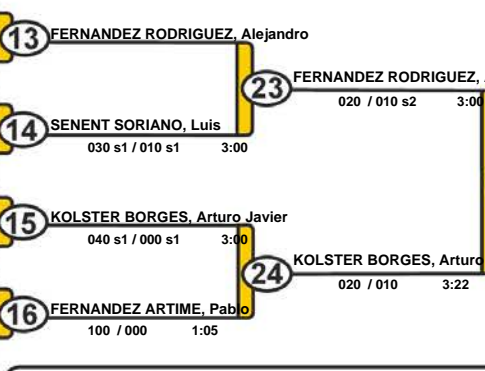 13 FERNANDEZ RODRIGUEZ, Alejandro
23 FERNANDEZ RODRIGUEZ,
020 / 010 s2 3:00
14 SENENT SORIANO, Luis
030 s1 / 010 s1 3:00
15 KOLSTER BORGES, Arturo Javier
040 s1 / 000 s1 3:00
24 KOLSTER BORGES, Arturo
020 / 010 3:22
16 FERNANDEZ ARTIME, Pablo
100 / 000 1:05